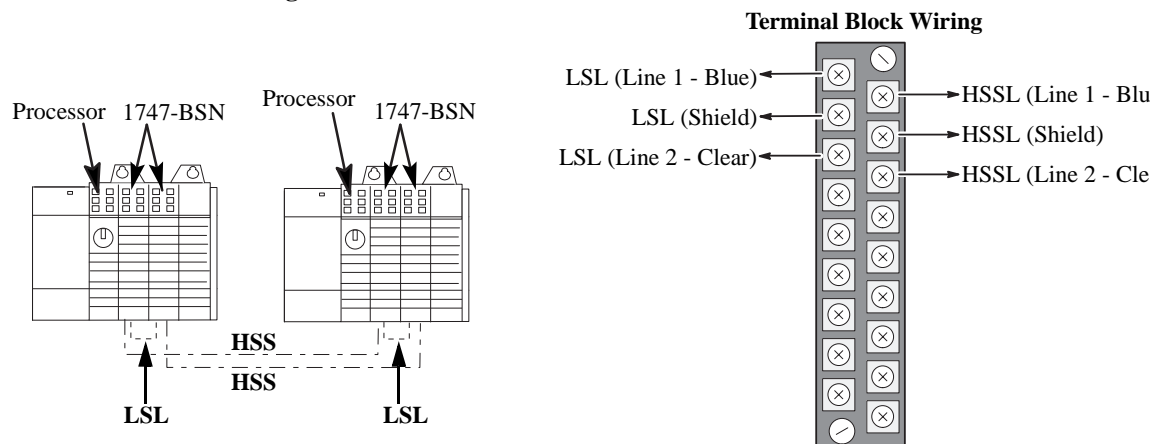 Terminal Block Wiring
Processor
1747-BSN
Processor
1747-BSN
HSS
HSS
LSL
LSL
LSL (Line 1 - Blue)
LSL (Shield)
LSL (Line 2 - Clear)
HSSL (Line 1 - Blu
HSSL (Shield)
HSSL (Line 2 - Cle